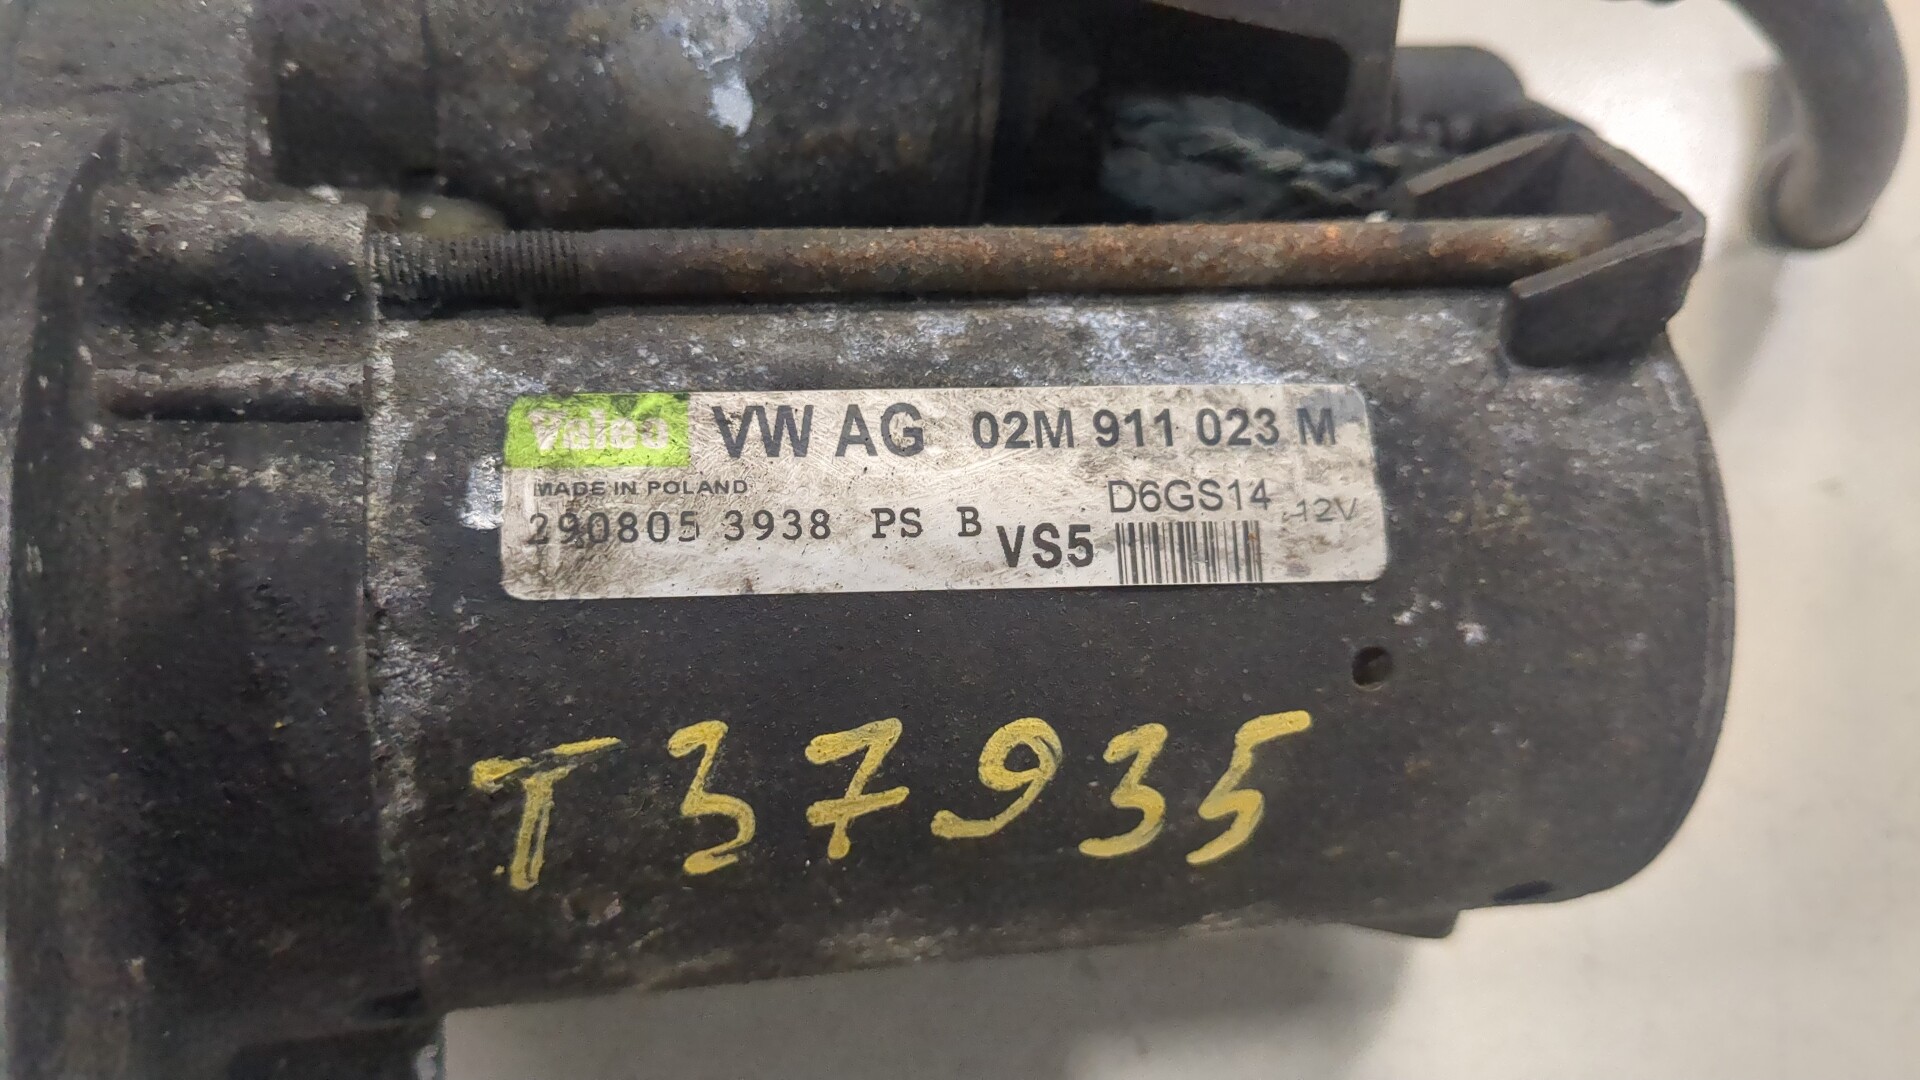 Valeo VW AG 02M 911 023 M
MADE IN POLAND
D6GS14 12V
290805 3938 PS B VS5
T37935